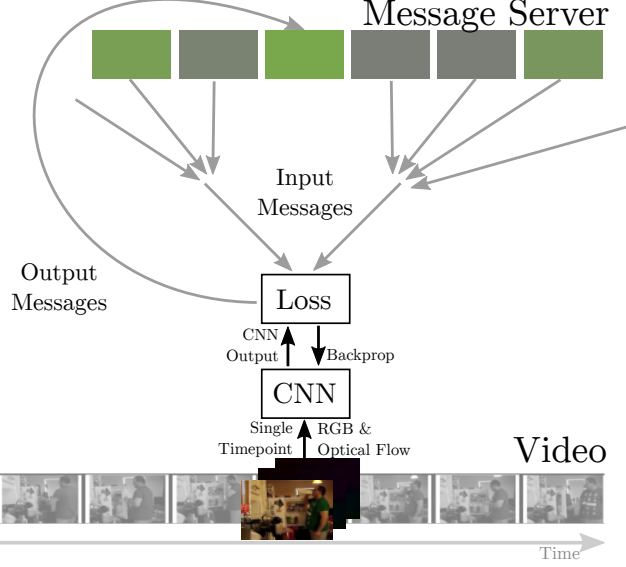 Message Server
Input
Messages
Output
Messages
Loss
CNN
Output
Backprop
CNN
Single
Timepoint
RGB &
Optical Flow
Video
Time